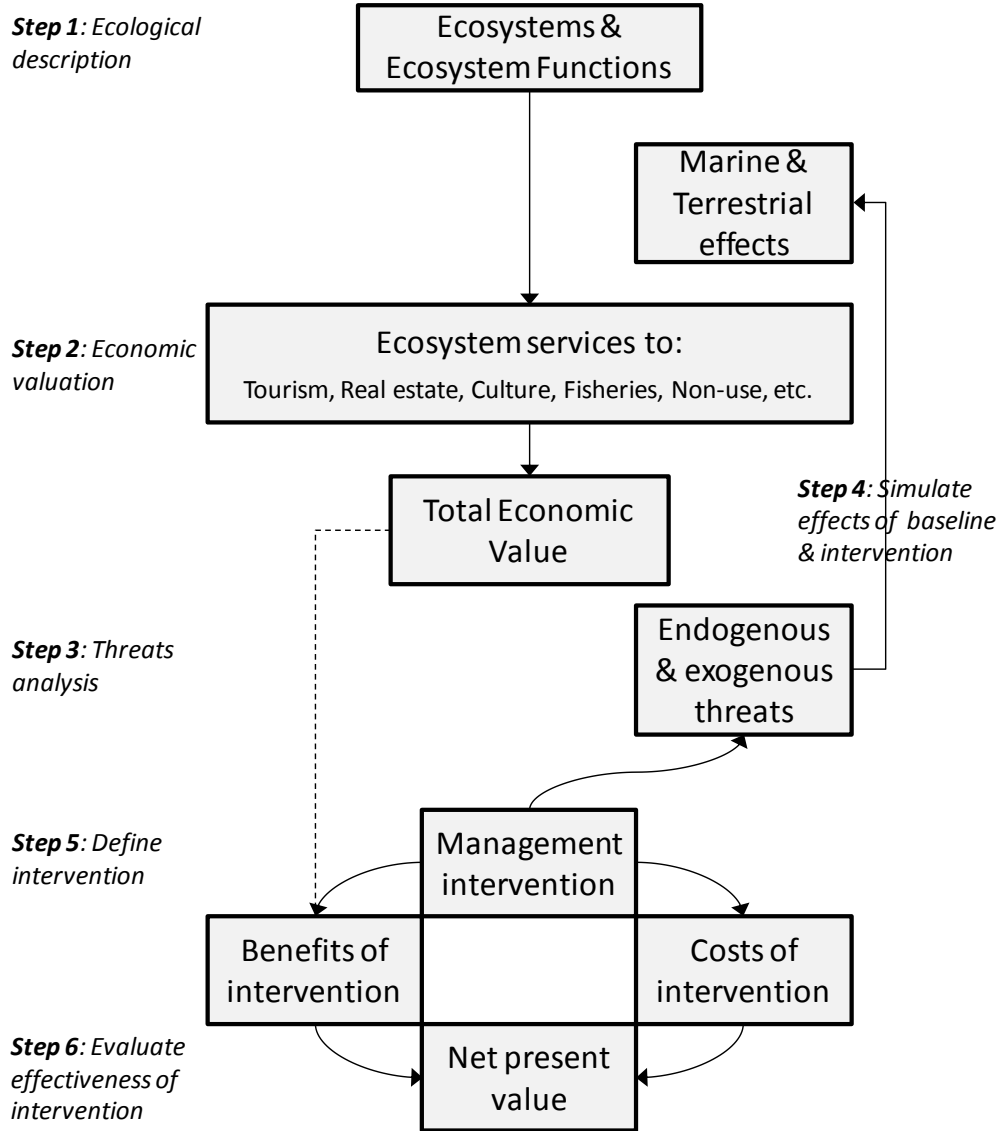 Step 1: Ecological
description
Ecosystems &
Ecosystem Functions
Marine &
Terrestrial
effects
Step 2: Economic
valuation
Ecosystem services to:
Tourism, Real estate, Culture, Fisheries, Non-use, etc.
Total Economic
Value
Step 4: Simulate
effects of baseline
& intervention
Step 3: Threats
analysis
Endogenous
& exogenous
threats
Step 5: Define
intervention
Management
intervention
Benefits of
intervention
Costs of
intervention
Step 6: Evaluate
effectiveness of
intervention
Net present
value